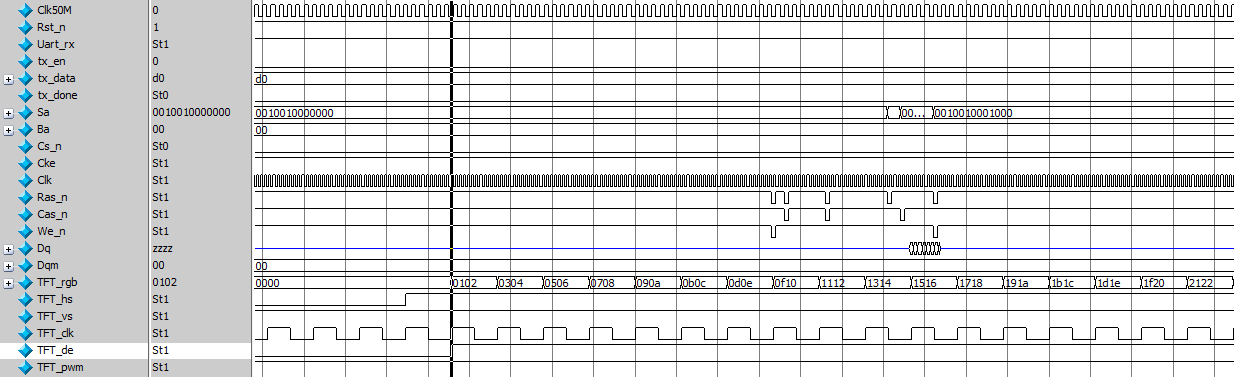 Clk50M 0
Rst_n 1
Uart_rx St1
tx_en 0
tx_data d0 d0
tx_done St0
Sa 0010010000000 0010010000000 00... 0010010001000
Ba 00 00
Cs_n St0
Cke St1
Clk St1
Ras_n St1
Cas_n St1
We_n St1
Dq zzzz
Dqm 00 00
TFT_rgb 0102 0000 0102 0304 0506 0708 090a 0b0c 0d0e 0f10 1112 1314 1516 1718 191a 1b1c 1d1e 1f20 2122
TFT_hs St1
TFT_vs St1
TFT_clk St1
TFT_de St1
TFT_pwm St1